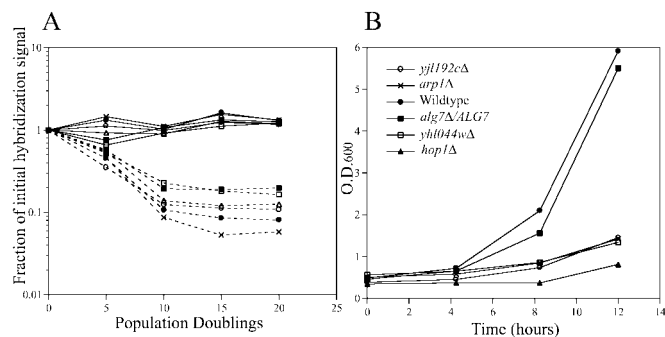 A
Fraction of initial hybridization signal
10
1
0.1
0.01
0 5 10 15 20 25
Population Doublings
B
O.D.600
6
5
4
3
2
1
0
yjl192cΔ
arp1Δ
Wildtype
alg7Δ/ALG7
yhl044wΔ
hop1Δ
0 2 4 6 8 10 12 14
Time (hours)